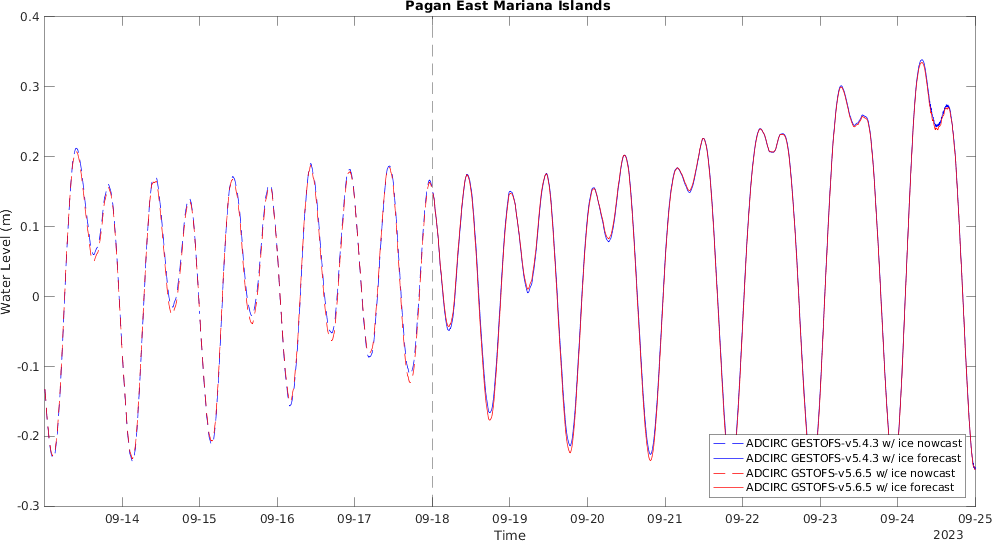 Pagan East Mariana Islands
0.4
0.3
0.2
0.1
0
-0.1
-0.2
-0.3
Water Level (m)
09-14 09-15 09-16 09-17 09-18 09-19 09-20 09-21 09-22 09-23 09-24 09-25
Time
2023
ADCIRC GESTOFS-v5.4.3 w/ ice nowcast
ADCIRC GESTOFS-v5.4.3 w/ ice forecast
ADCIRC GSTOFS-v5.6.5 w/ ice nowcast
ADCIRC GSTOFS-v5.6.5 w/ ice forecast